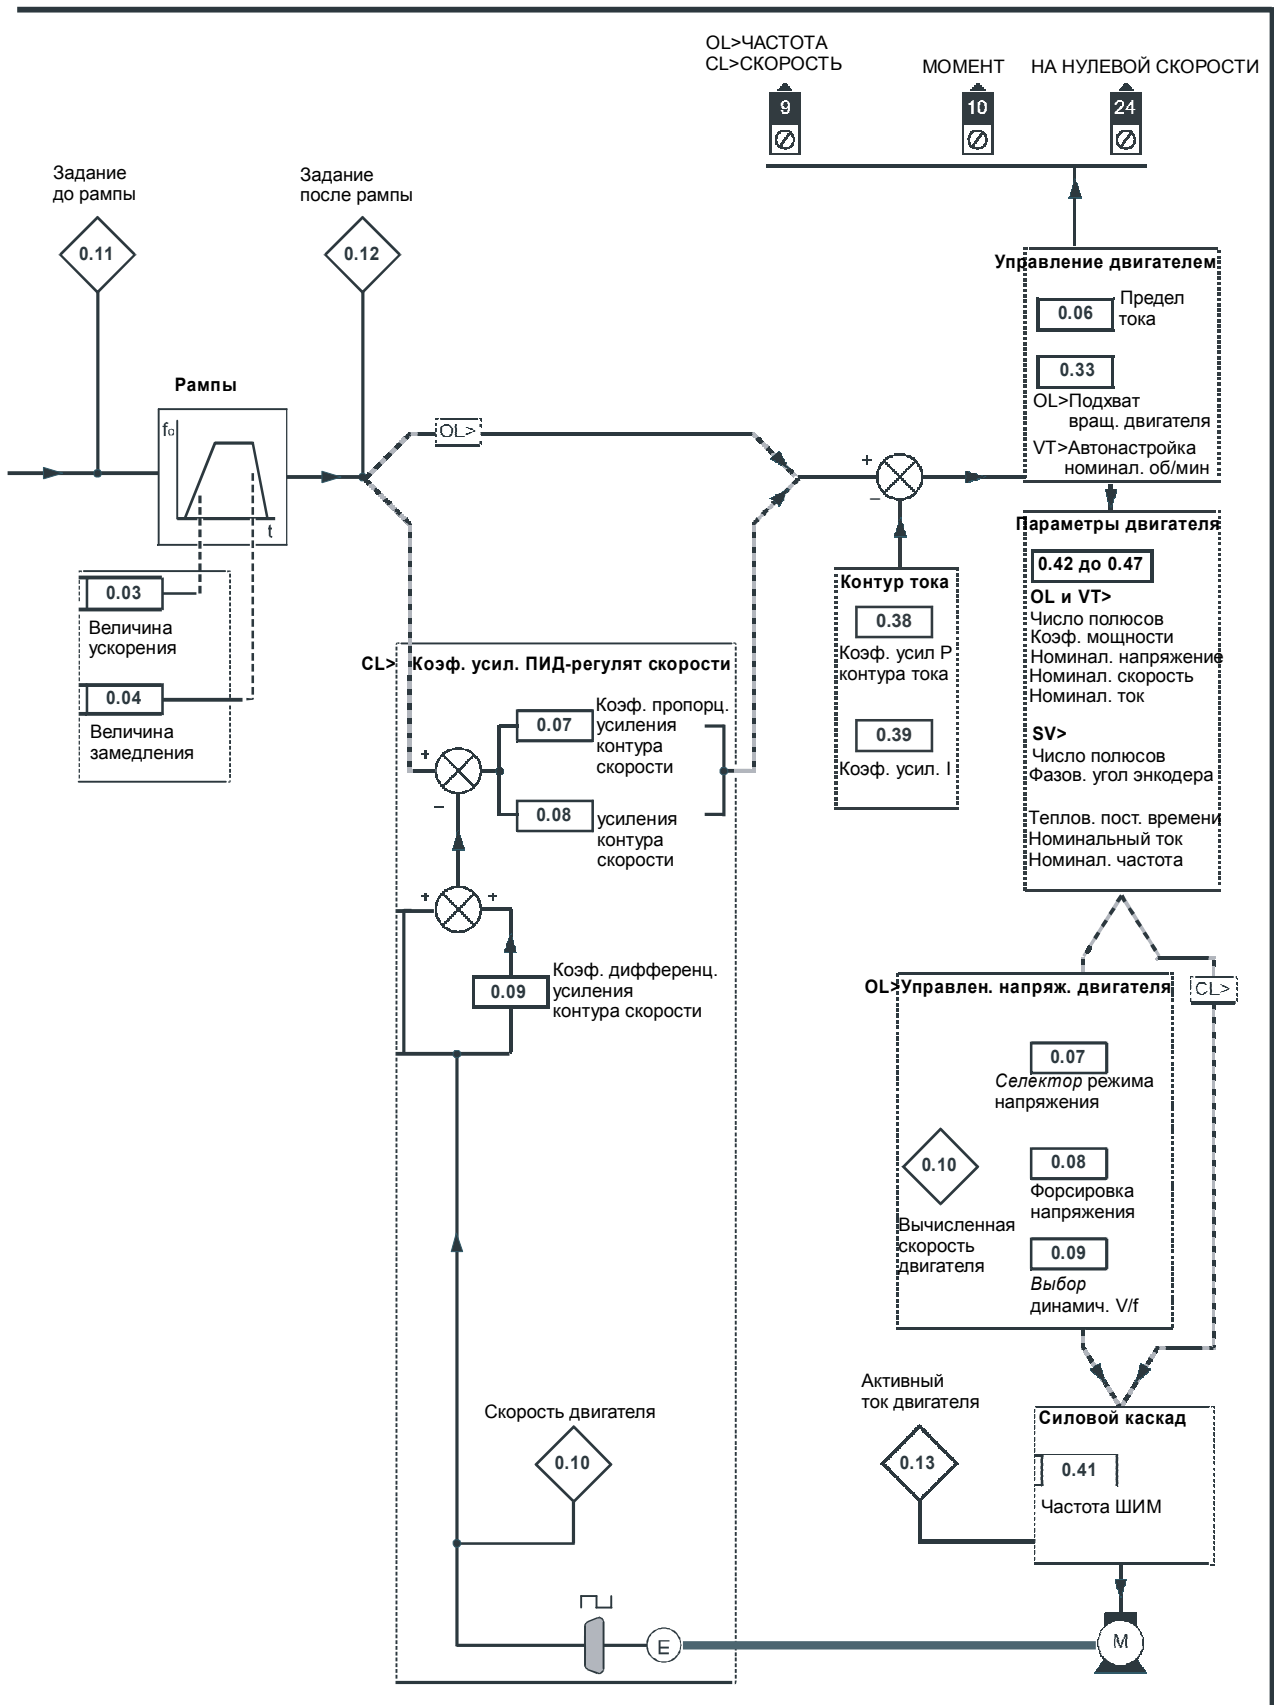 OL>ЧАСТОТА
CL>СКОРОСТЬ
МОМЕНТ
НА НУЛЕВОЙ СКОРОСТИ
9
10
24
Задание
до рампы
0.11
Задание
после рампы
0.12
Управление двигателем
0.06
Предел
тока
0.33
OL>Подхват
вращ. двигателя
VT>Автонастройка
номинал. об/мин
Рампы
t
OL>
+
–
0.03
Величина
ускорения
0.04
Величина
замедления
Контур тока
0.38
Коэф. усил P
контура тока
0.39
Коэф. усил. I
Параметры двигателя
0.42 до 0.47
OL и VT>
Число полюсов
Коэф. мощности
Номинал. напряжение
Номинал. скорость
Номинал. ток
SV>
Число полюсов
Фазов. угол энкодера
Теплов. пост. времени
Номинальный ток
Номинал. частота
CL>
Коэф. усил. ПИД-регулят скорости
0.07
Коэф. пропорц.
усиления
контура
скорости
+
–
0.08
усиления
контура
скорости
+
+
0.09
Коэф. дифференц.
усиления
контура скорости
OL>Управлен. напряж. двигателя
CL>
0.07
Селектор режима
напряжения
0.10
Вычисленная
скорость
двигателя
0.08
Форсировка
напряжения
0.09
Выбор
динамич. V/f
Скорость двигателя
0.10
Активный
ток двигателя
0.13
Силовой каскад
0.41
Частота ШИМ
E
M